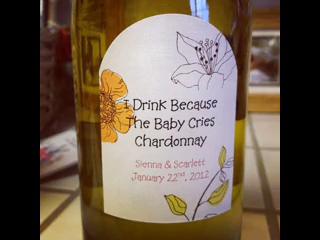 I Drink Because
The Baby Cries
Chardonnay
Sienna & Scarlett
January 22nd, 2012